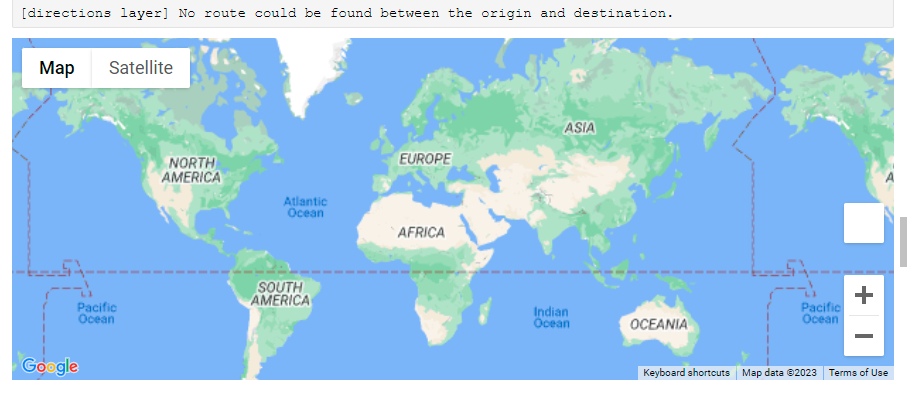 [directions layer] No route could be found between the origin and destination.
Map Satellite
ASIA
EUROPE
NORTH
AMERICA
A
Atlantic
Ocean
AFRICA
SOUTH
AMERICA
Pacific
Ocean
Indian
Ocean
OCEANIA
Pacific
Ocean
+
−
Google
Keyboard shortcuts Map data ©2023 Terms of Use